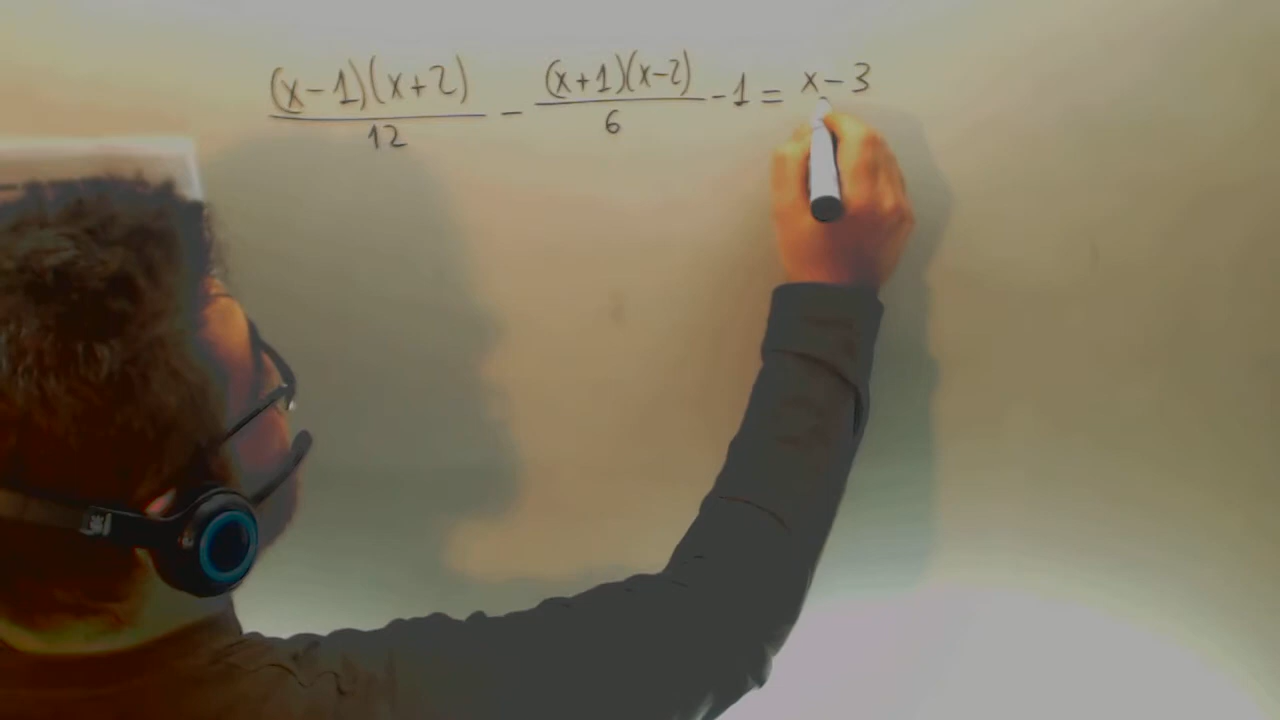 (x-1)(x+2)/12 - (x+1)(x-2)/6 - 1 = x-3